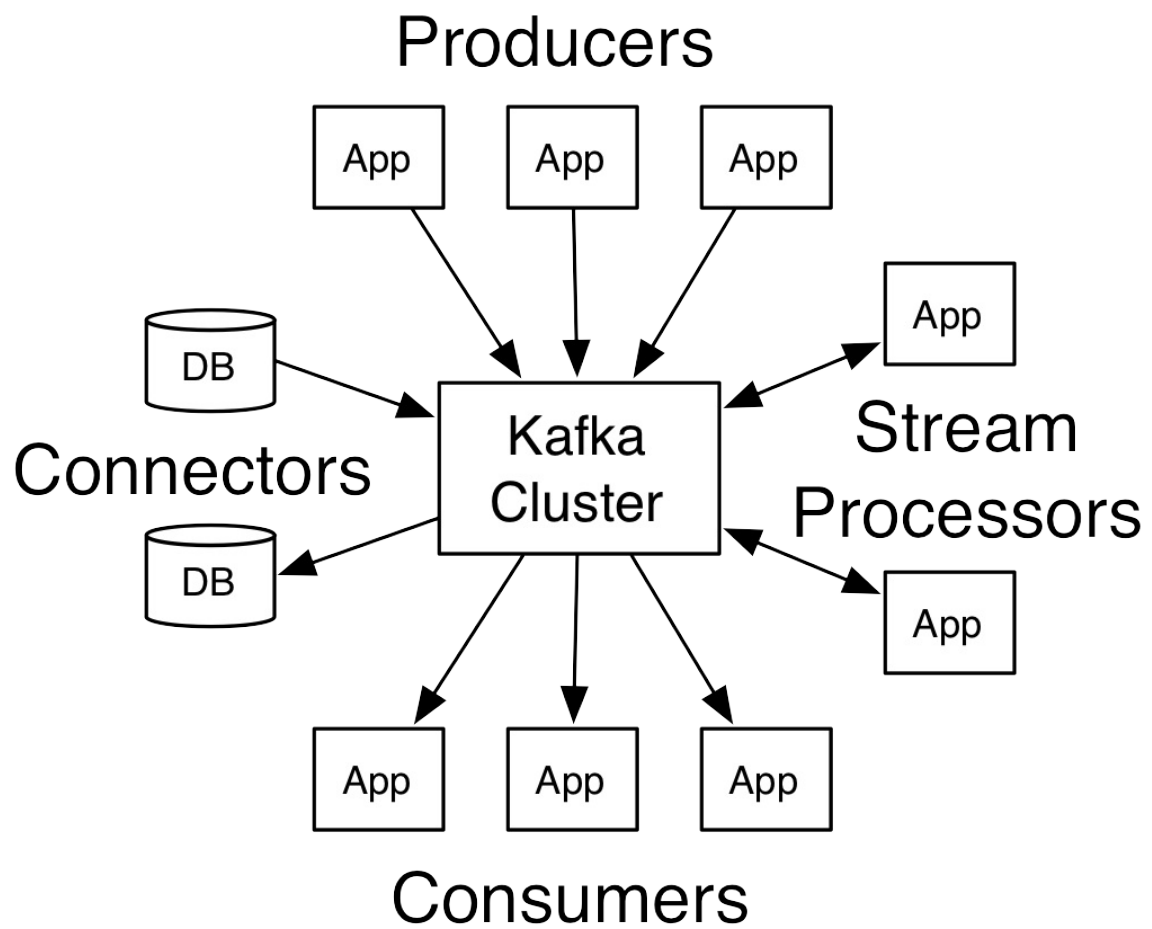 Producers
App
App
App
App
DB
Kafka
Cluster
Stream
Processors
Connectors
DB
App
App
App
App
Consumers